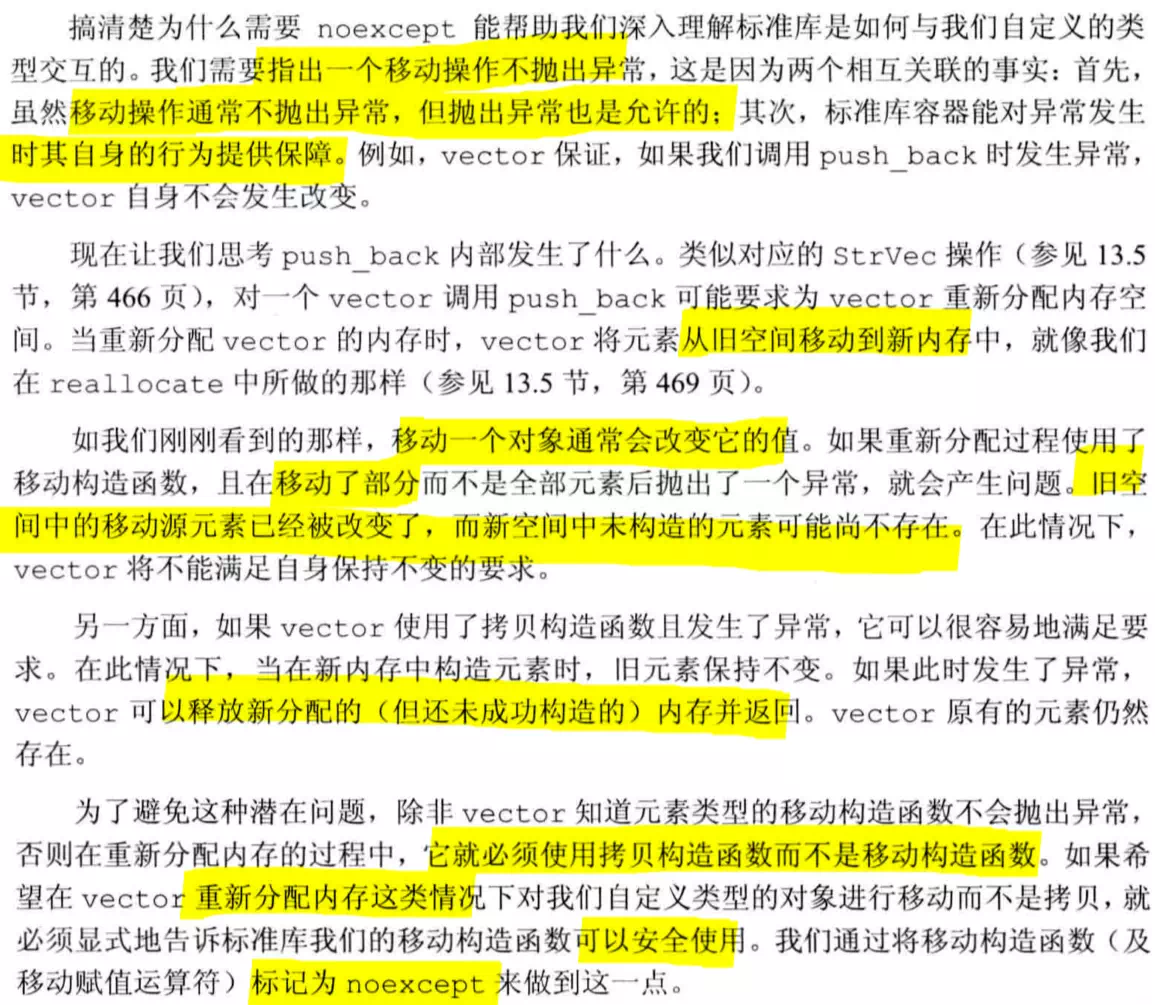 搞清楚为什么需要 noexcept 能帮助我们深入理解标准库是如何与我们自定义的类
型交互的。我们需要指出一个移动操作不抛出异常，这是因为两个相互关联的事实：首先，
虽然移动操作通常不抛出异常，但抛出异常也是允许的；其次，标准库容器能对异常发生
时其自身的行为提供保障。例如，vector 保证，如果我们调用 push_back 时发生异常，
vector 自身不会发生改变。
现在让我们思考 push_back 内部发生了什么。类似对应的 StrVec 操作（参见 13.5
节，第 466 页），对一个 vector 调用 push_back 可能要求为 vector 重新分配内存空
间。当重新分配 vector 的内存时，vector 将元素从旧空间移动到新内存中，就像我们
在 reallocate 中所做的那样（参见 13.5 节，第 469 页）。
如我们刚刚看到的那样，移动一个对象通常会改变它的值。如果重新分配过程使用了
移动构造函数，且在移动了部分而不是全部元素后抛出了一个异常，就会产生问题。旧空
间中的移动源元素已经被改变了，而新空间中未构造的元素可能尚不存在。在此情况下，
vector 将不能满足自身保持不变的要求。
另一方面，如果 vector 使用了拷贝构造函数且发生了异常，它可以很容易地满足要
求。在此情况下，当在新内存中构造元素时，旧元素保持不变。如果此时发生了异常，
vector 可以释放新分配的（但还未成功构造的）内存并返回。vector 原有的元素仍然
存在。
为了避免这种潜在问题，除非 vector 知道元素类型的移动构造函数不会抛出异常，
否则在重新分配内存的过程中，它就必须使用拷贝构造函数而不是移动构造函数。如果希
望在 vector 重新分配内存这类情况下对我们自定义类型的对象进行移动而不是拷贝，就
必须显式地告诉标准库我们的移动构造函数可以安全使用。我们通过将移动构造函数（及
移动赋值运算符）标记为 noexcept 来做到这一点。